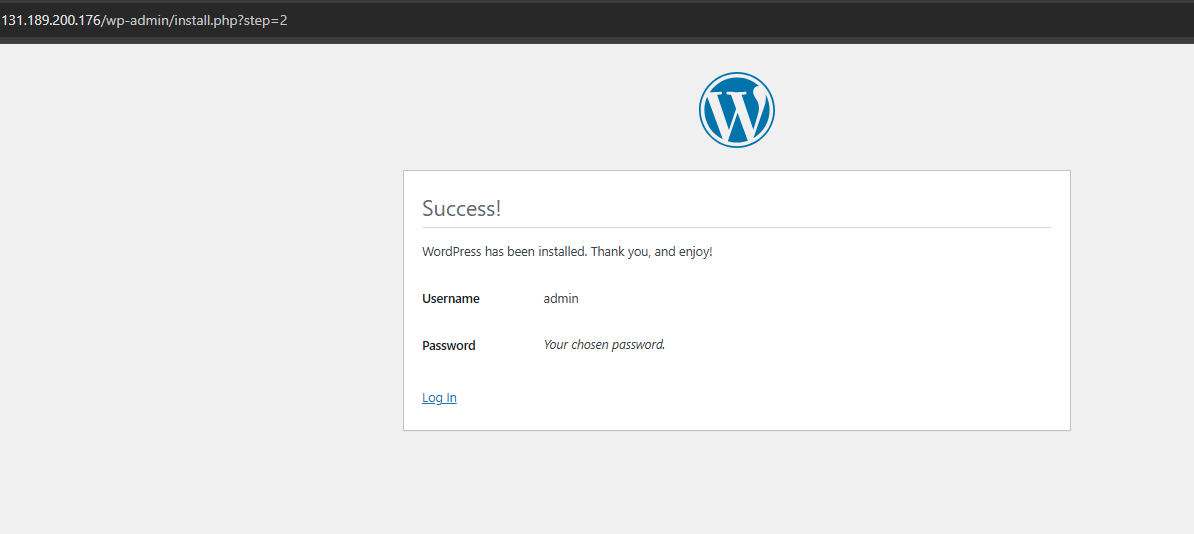 131.189.200.176/wp-admin/install.php?step=2
Success!
WordPress has been installed. Thank you, and enjoy!
Username admin
Password Your chosen password.
Log In